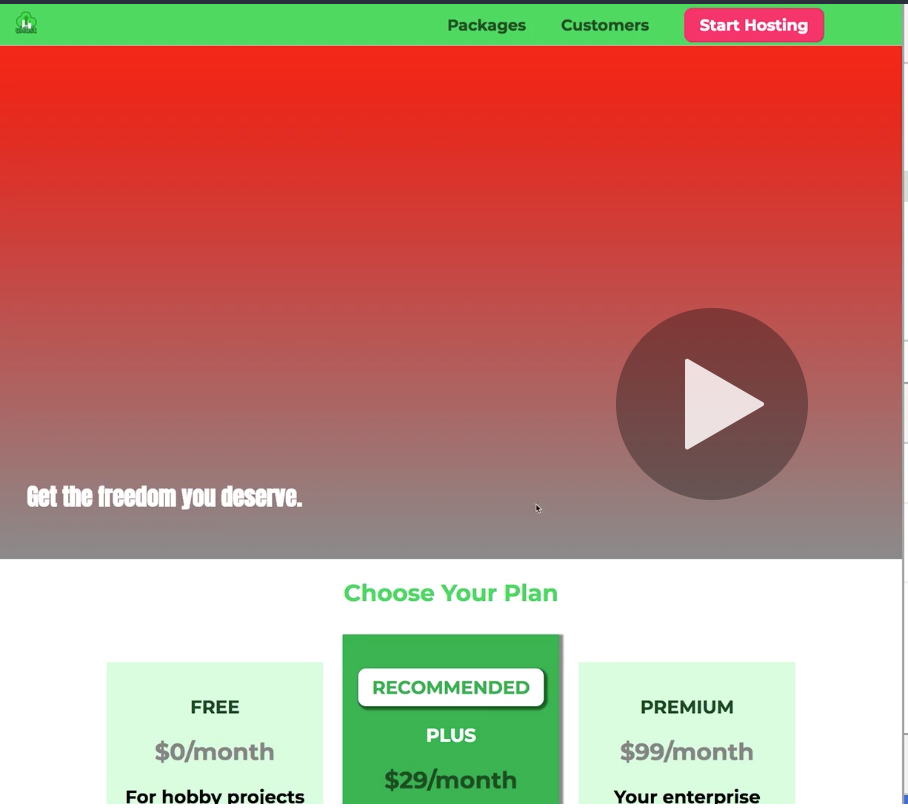 Packages Customers Start Hosting
Get the freedom you deserve.
Choose Your Plan
RECOMMENDED
FREE
PLUS
PREMIUM
$0/month
$29/month
$99/month
For hobby projects
Your enterprise